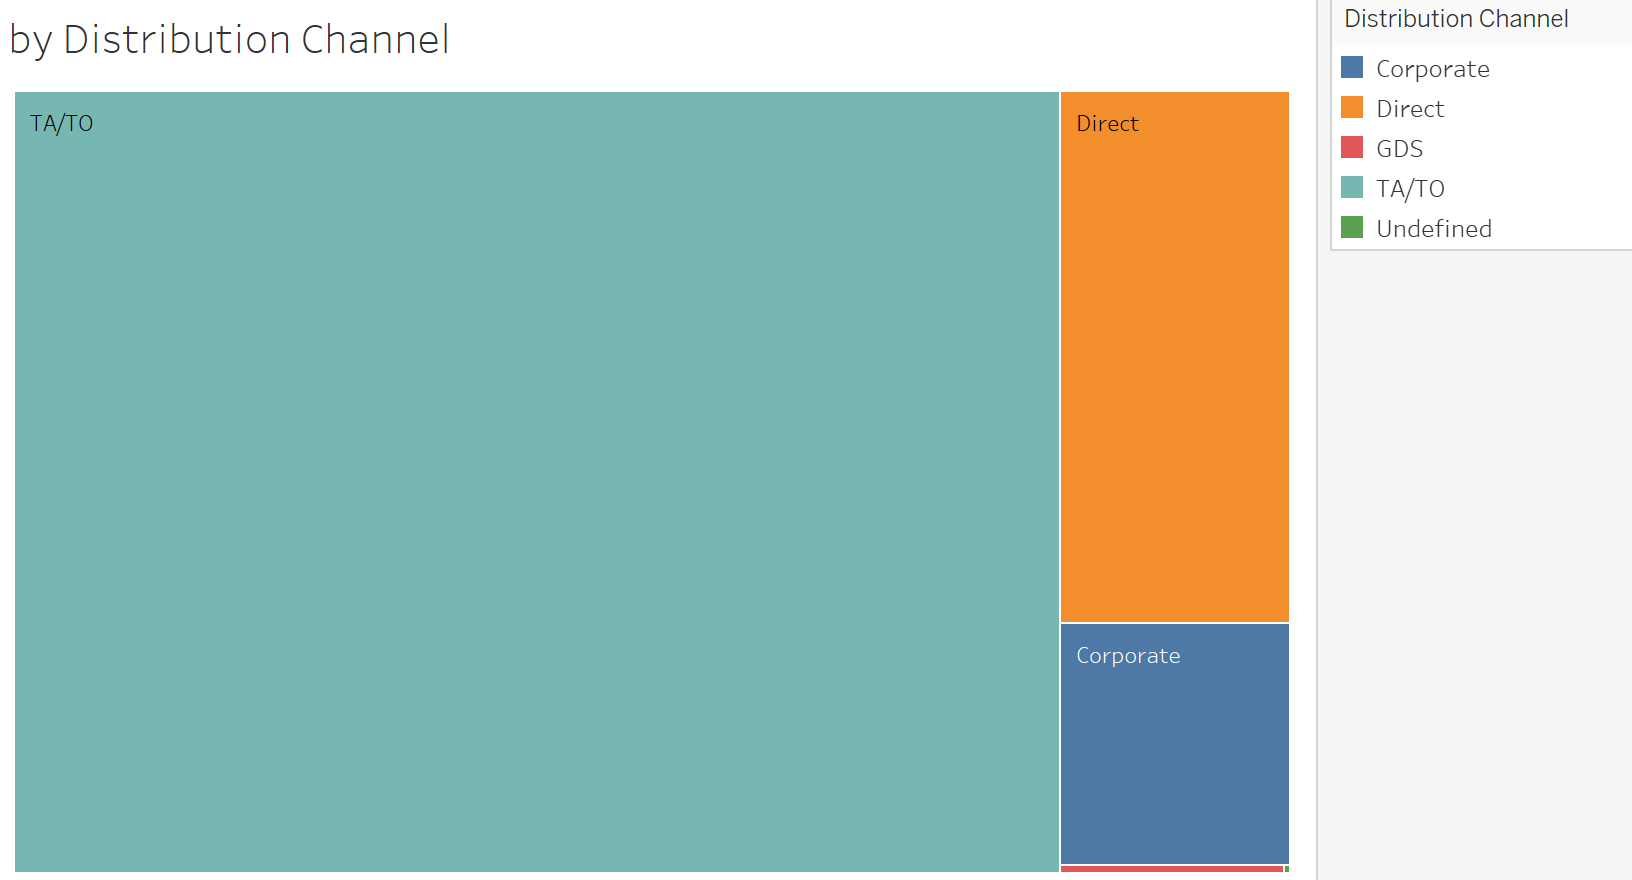 by Distribution Channel
TA/TO
Direct
Corporate
Distribution Channel
Corporate
Direct
GDS
TA/TO
Undefined